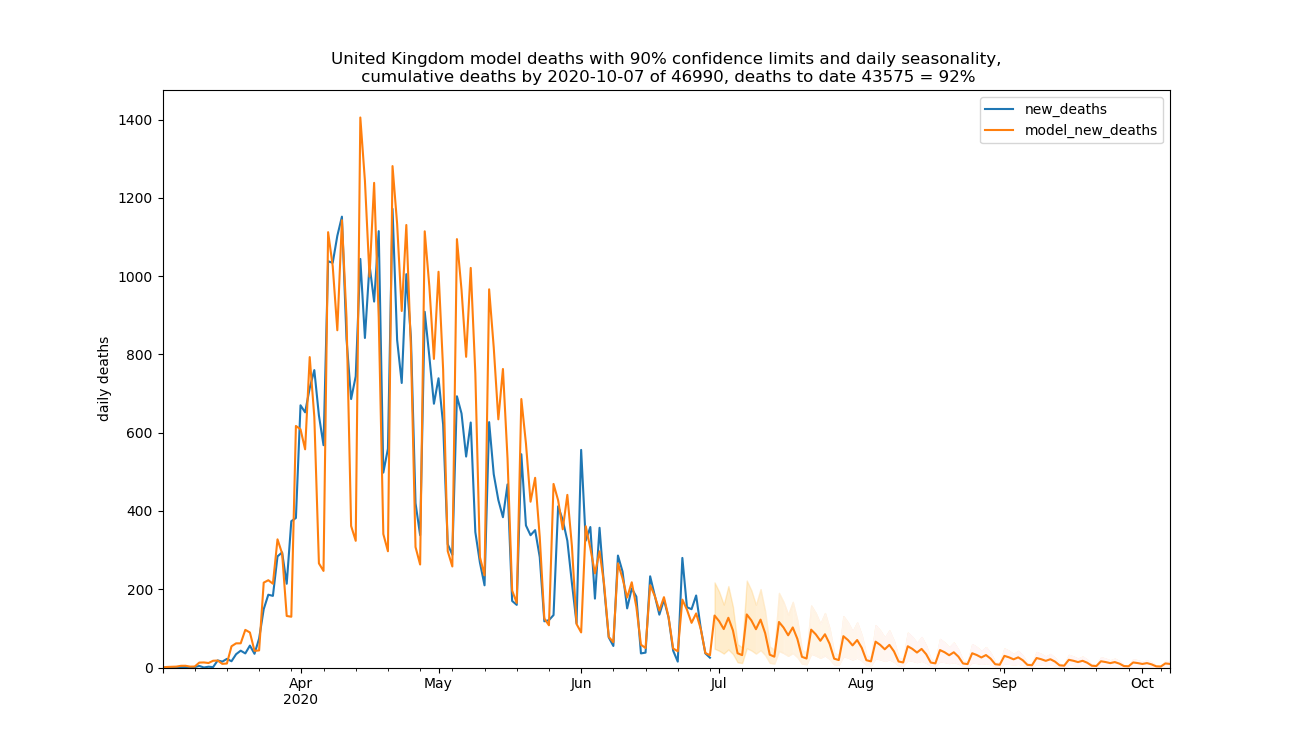 United Kingdom model deaths with 90% confidence limits and daily seasonality,
cumulative deaths by 2020-10-07 of 46990, deaths to date 43575 = 92%
new_deaths
model_new_deaths
daily deaths
1400
1200
1000
800
600
400
200
0
Apr
2020
May
Jun
Jul
Aug
Sep
Oct